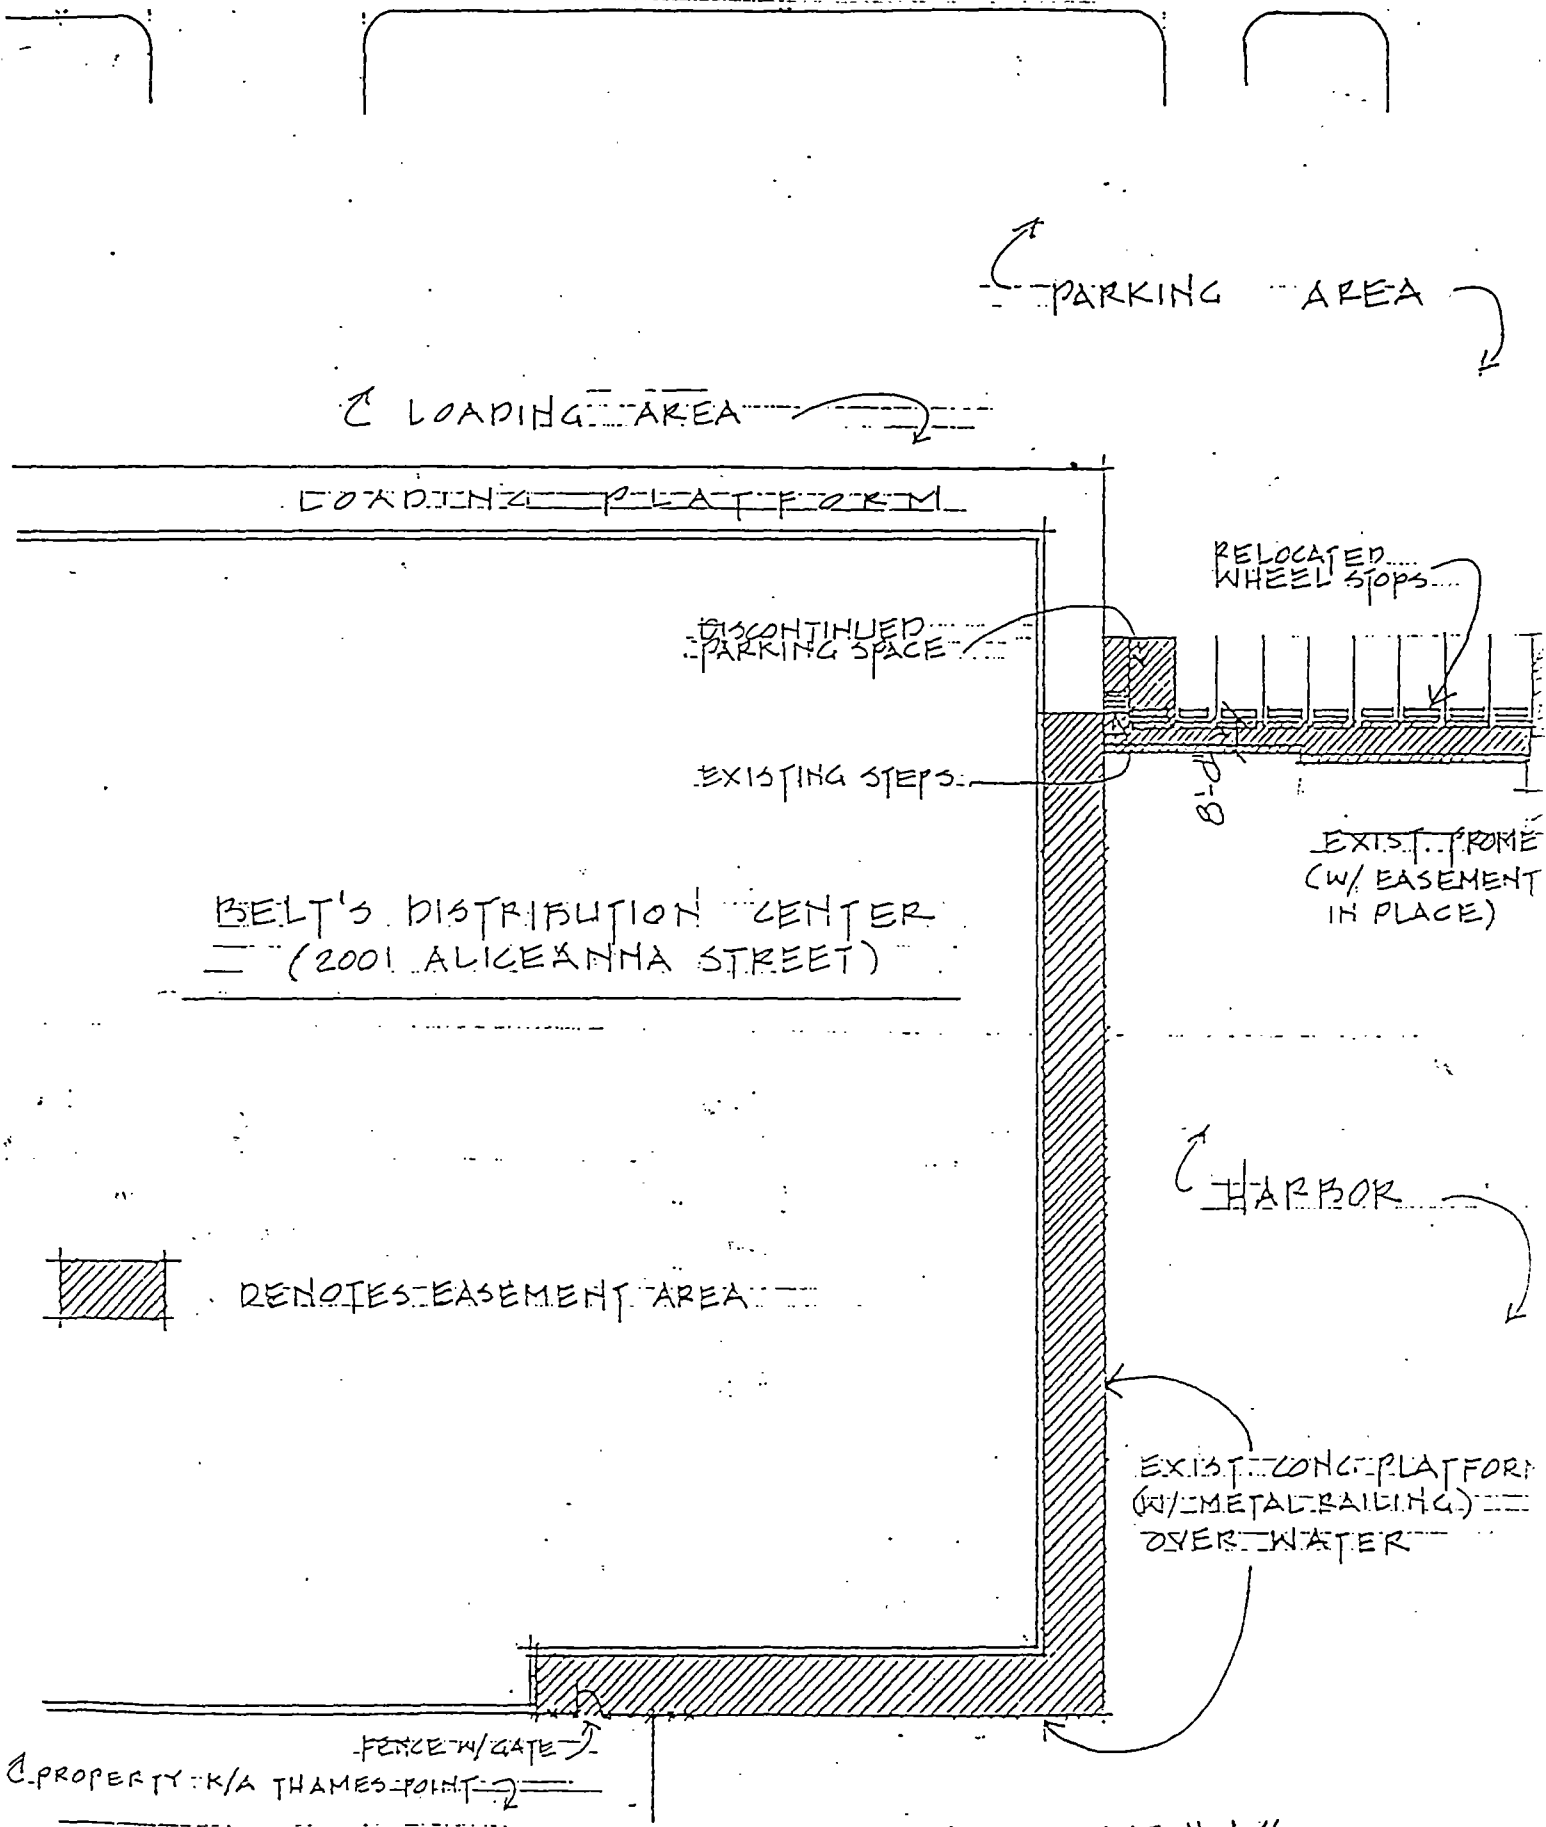 PARKING AREA
LOADING AREA
LOADING PLATFORM
RELOCATED
WHEEL STOPS
DISCONTINUED
PARKING SPACE
EXISTING STEPS
8'-0"
EXIST. PROME
(W/ EASEMENT
IN PLACE)
BELT'S DISTRIBUTION CENTER
(2001 ALICEANNA STREET)
HARBOR
DENOTES EASEMENT AREA
EXIST. CONC. PLATFORM
(W/ METAL RAILING)
OVER WATER
FENCE W/ GATE
PROPERTY K/A THAMES POINT